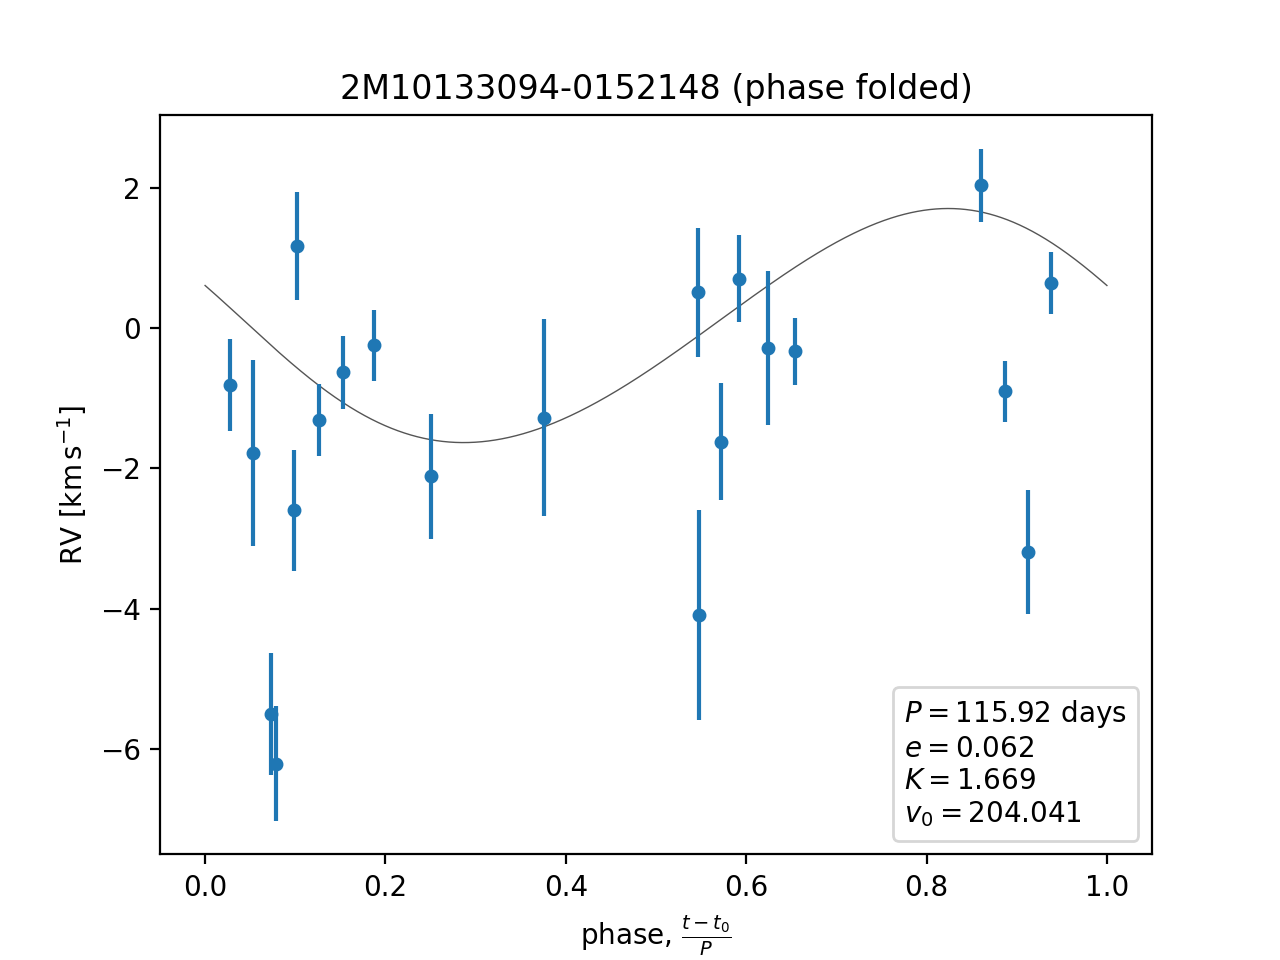 2M10133094-0152148 (phase folded)
2
0
−2
−4
−6
RV [km s⁻¹]
P = 115.92 days
e = 0.062
K = 1.669
v₀ = 204.041
0.0 0.2 0.4 0.6 0.8 1.0
phase, (t − t₀)/P